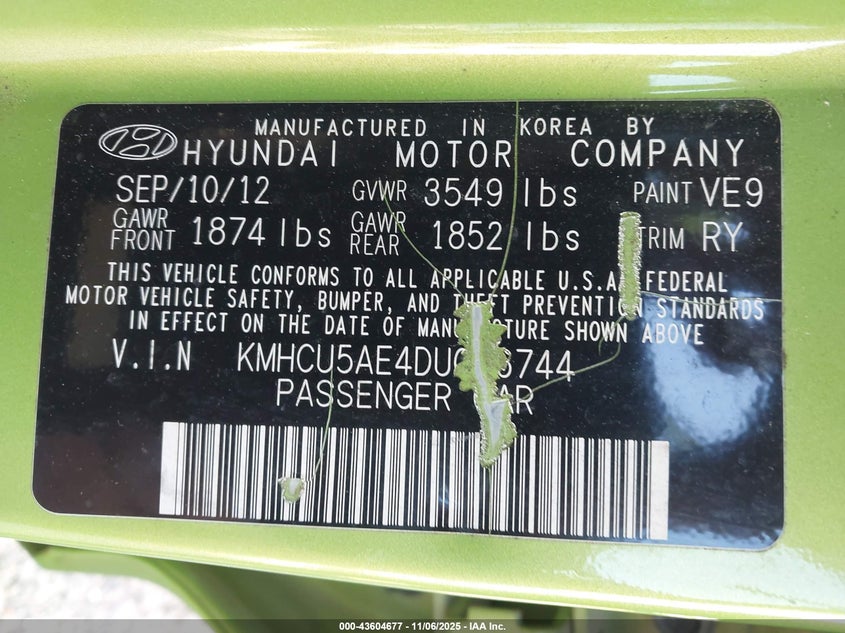 MANUFACTURED IN KOREA BY
HYUNDAI MOTOR COMPANY
SEP/10/12 GVWR 3549 lbs PAINT VE9
GAWR FRONT 1874 lbs GAWR REAR 1852 lbs TRIM RY
THIS VEHICLE CONFORMS TO ALL APPLICABLE U.S.A. FEDERAL
MOTOR VEHICLE SAFETY, BUMPER, AND THEFT PREVENTION STANDARDS
IN EFFECT ON THE DATE OF MANUFACTURE SHOWN ABOVE
V.I.N
PASSENGER CAR
000-43604677 - 11/06/2025 - IAA Inc.